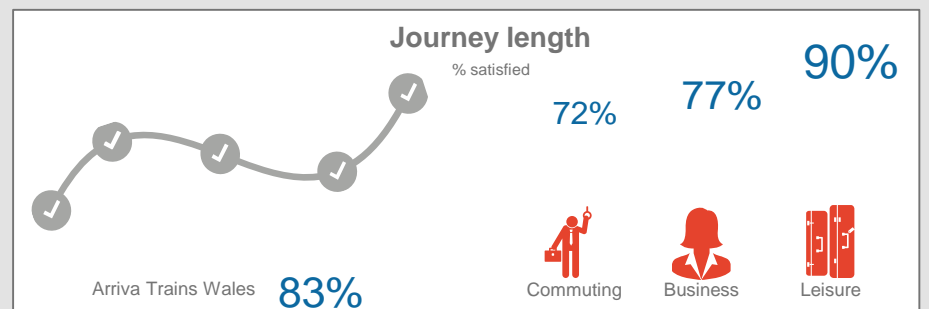 Journey length
% satisfied
90%
77%
72%
Commuting Business Leisure
Arriva Trains Wales 83%